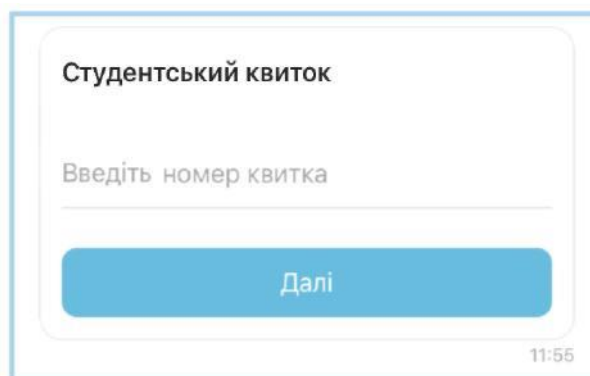 Студентський квиток
Введіть номер квитка
Далі
11:55